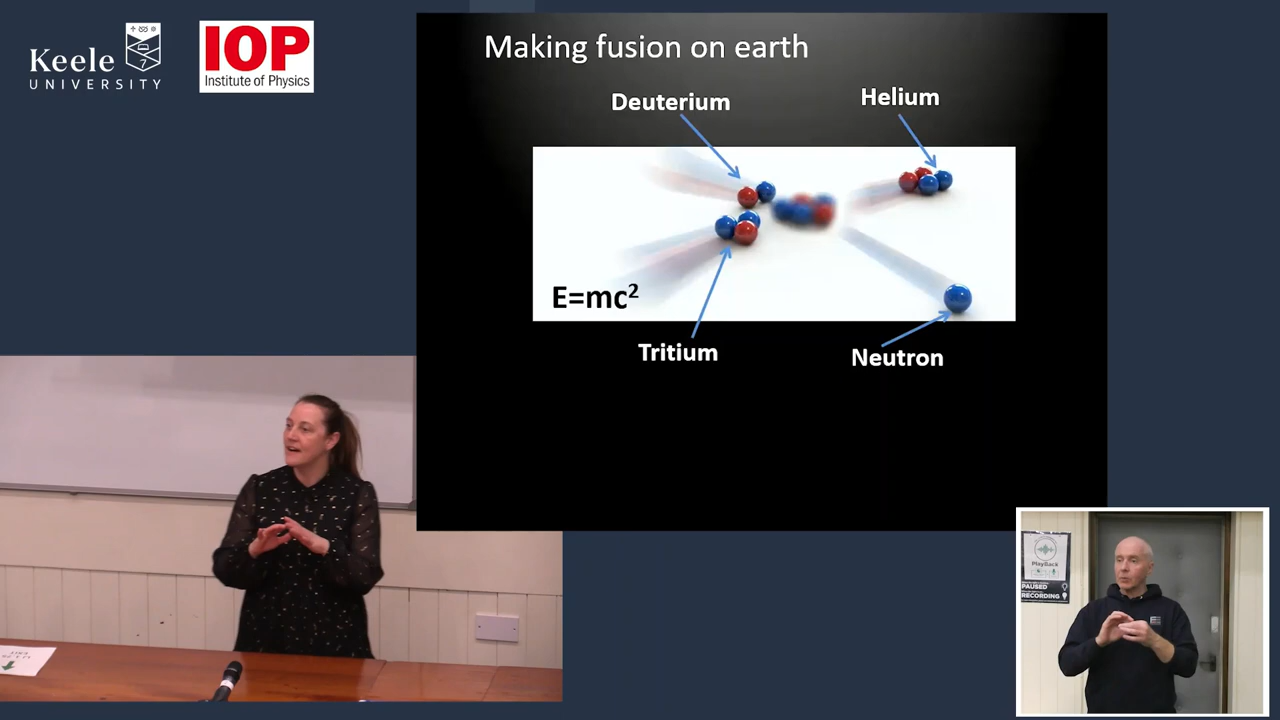 Keele
UNIVERSITY
IOP
Institute of Physics
Making fusion on earth
Deuterium
Helium
E=mc²
Tritium
Neutron
PlayBack
PAUSED
RECORDING